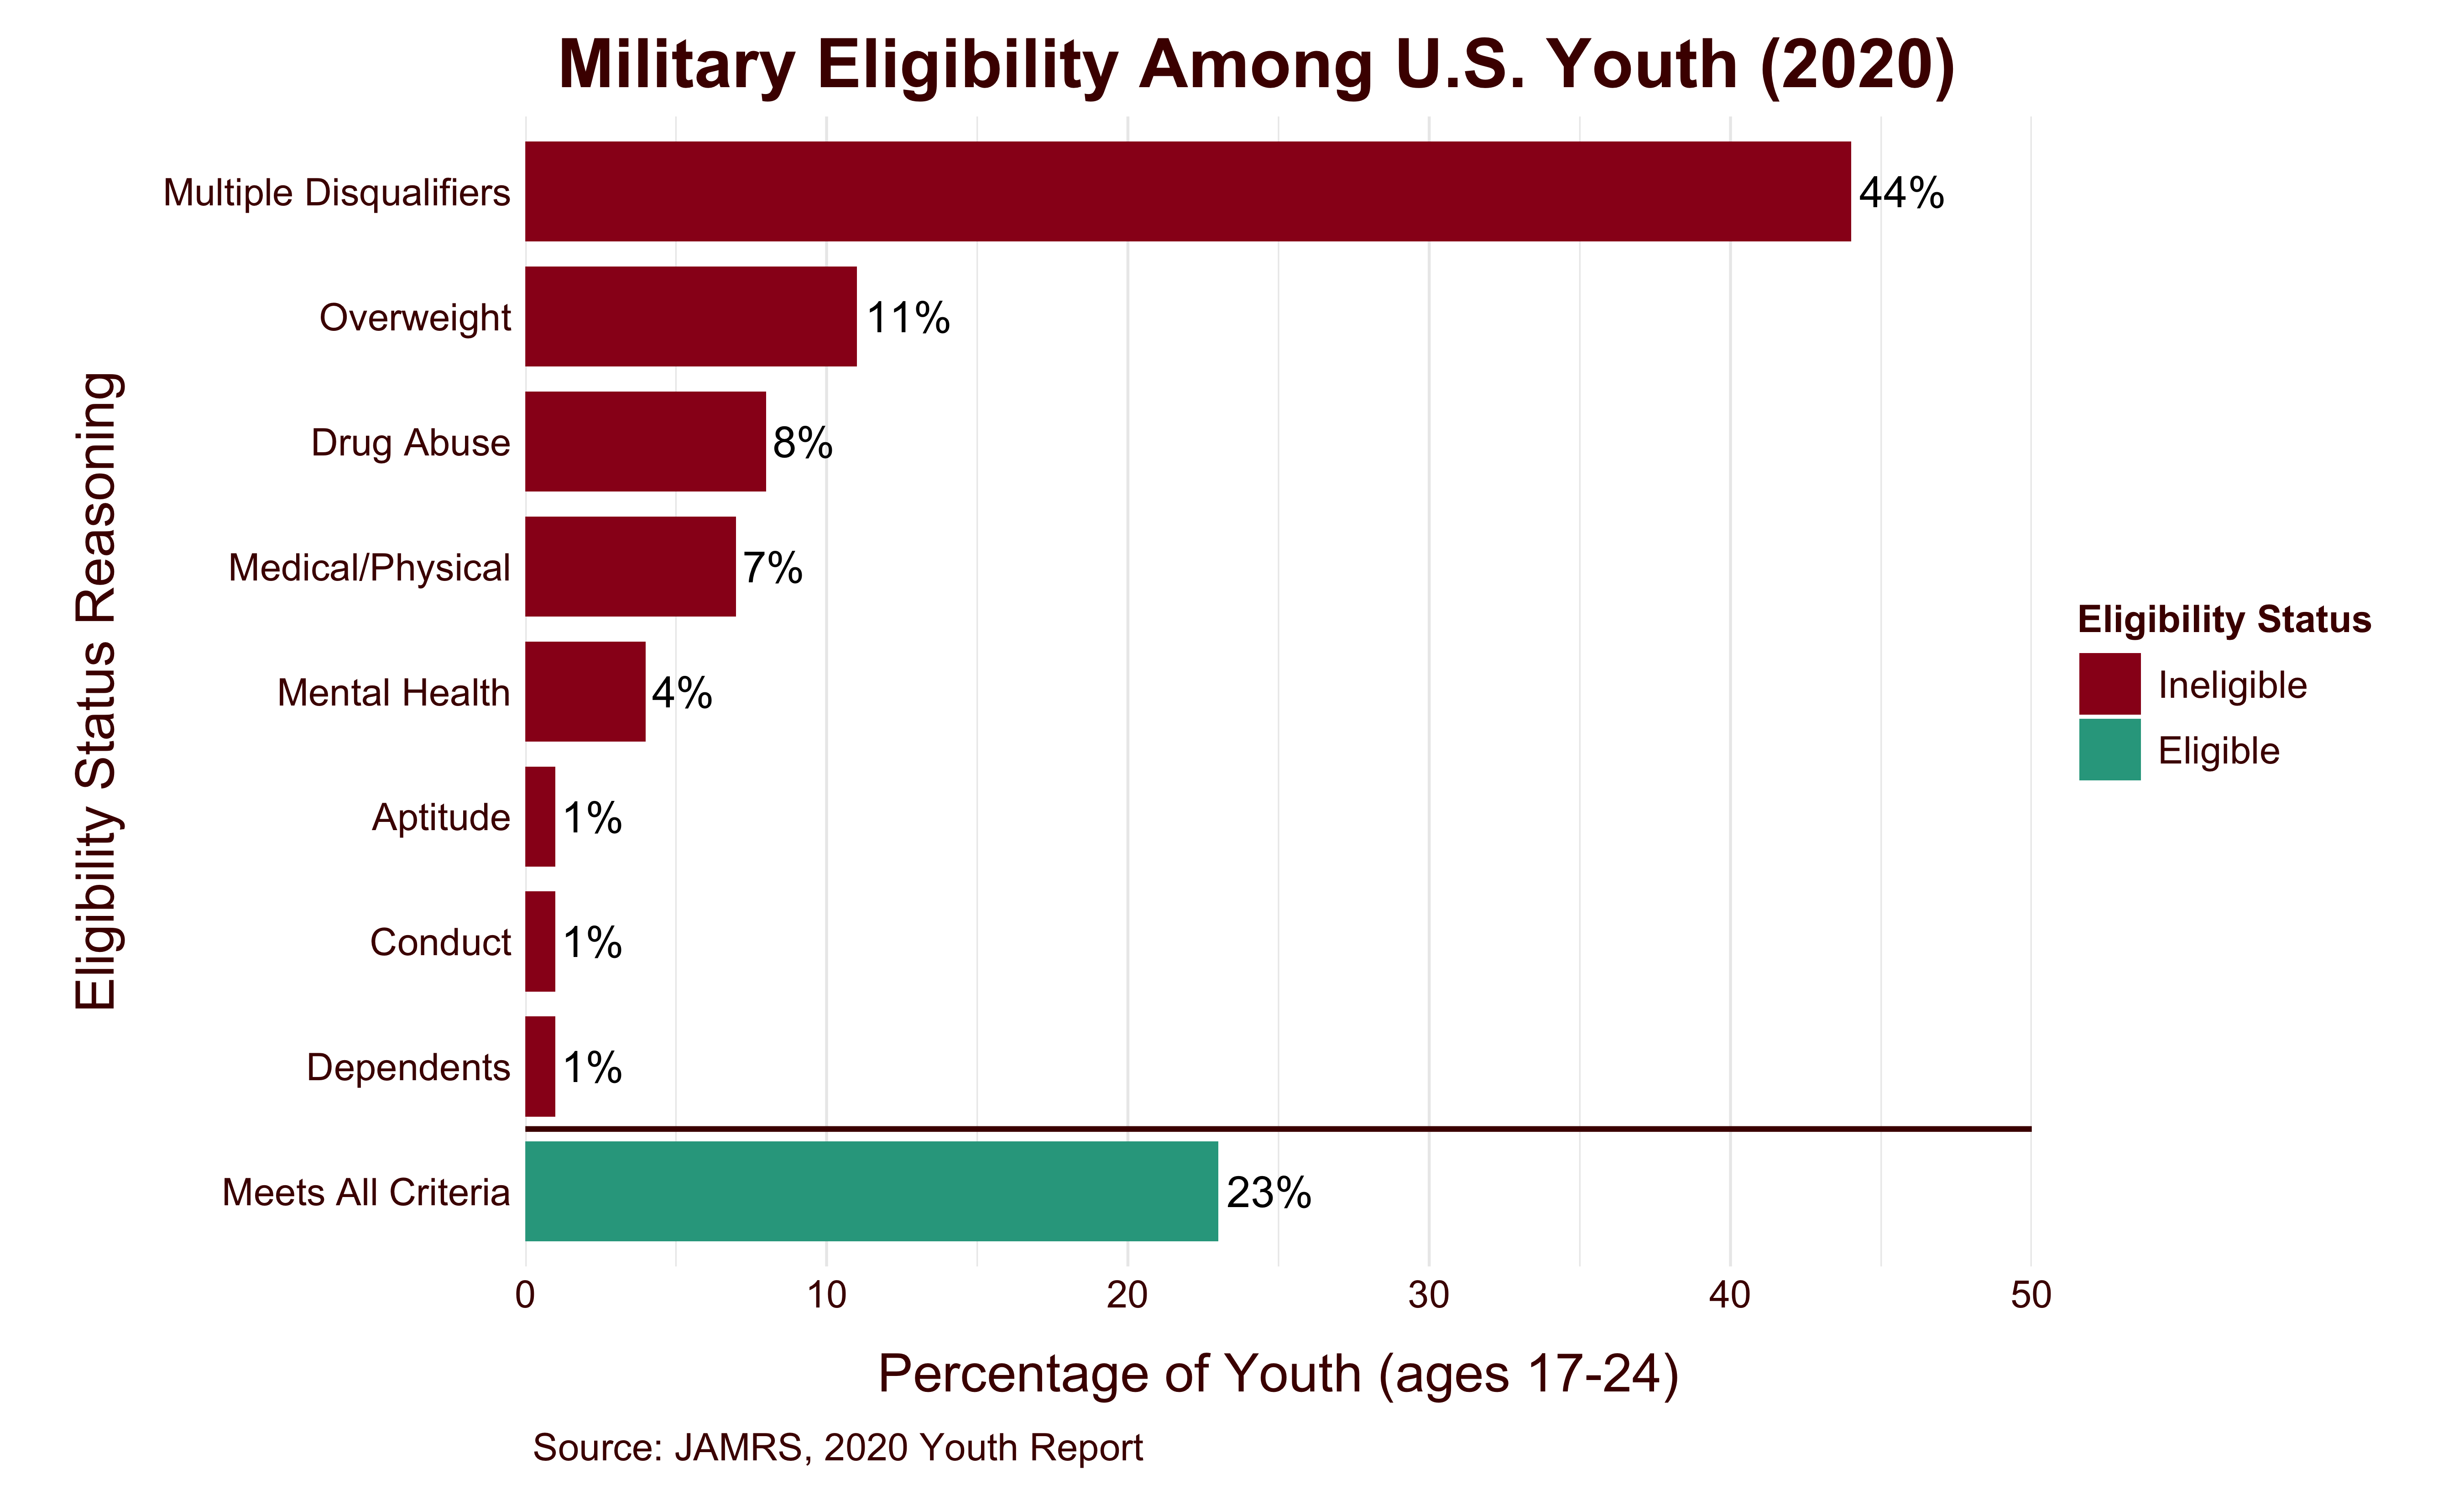 Military Eligibility Among U.S. Youth (2020)
Eligibility Status Reasoning
Multiple Disqualifiers
44%
Overweight
11%
Drug Abuse
8%
Medical/Physical
7%
Mental Health
4%
Aptitude
1%
Conduct
1%
Dependents
1%
Meets All Criteria
23%
0 10 20 30 40 50
Percentage of Youth (ages 17-24)
Eligibility Status
Ineligible
Eligible
Source: JAMRS, 2020 Youth Report